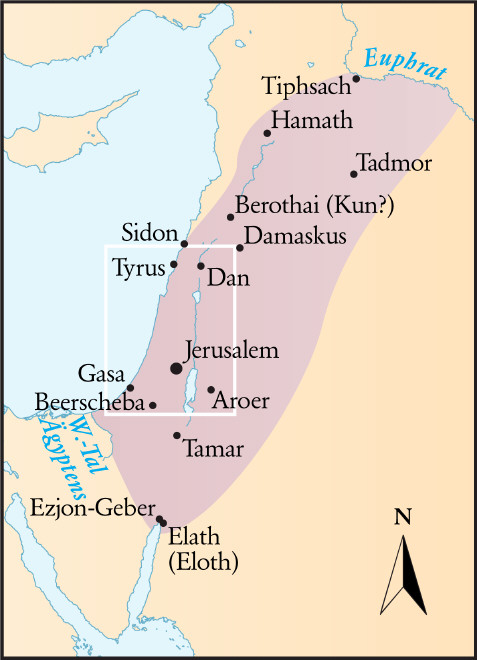 Euphrat
Tiphsach
Hamath
Tadmor
Berothai (Kun?)
Sidon
Damaskus
Tyrus
Dan
Jerusalem
Gasa
Beerscheba
Aroer
W.-Tal
Ägyptens
Tamar
Ezjon-Geber
Elath
(Eloth)
N